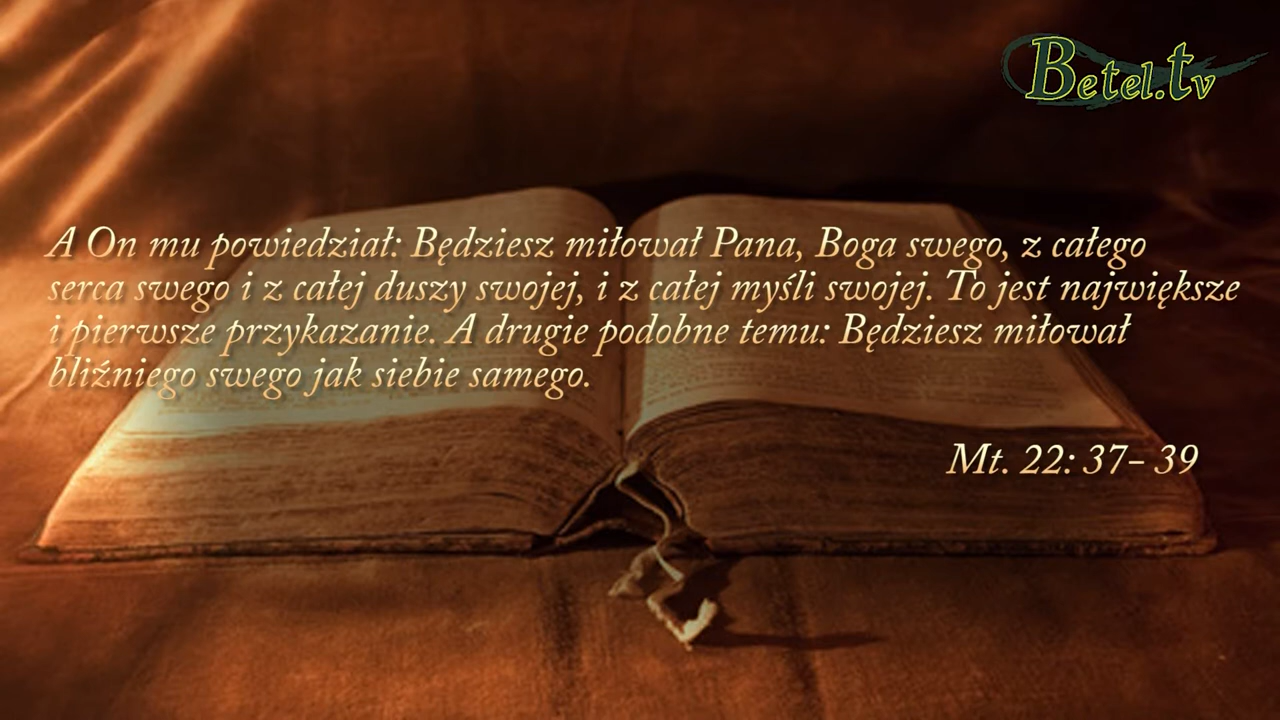 Betel.tv
A On mu powiedział: Będziesz miłował Pana, Boga swego, z całego
serca swego i z całej duszy swojej, i z całej myśli swojej. To jest największe
i pierwsze przykazanie. A drugie podobne temu: Będziesz miłował
bliźniego swego jak siebie samego.
Mt. 22: 37- 39